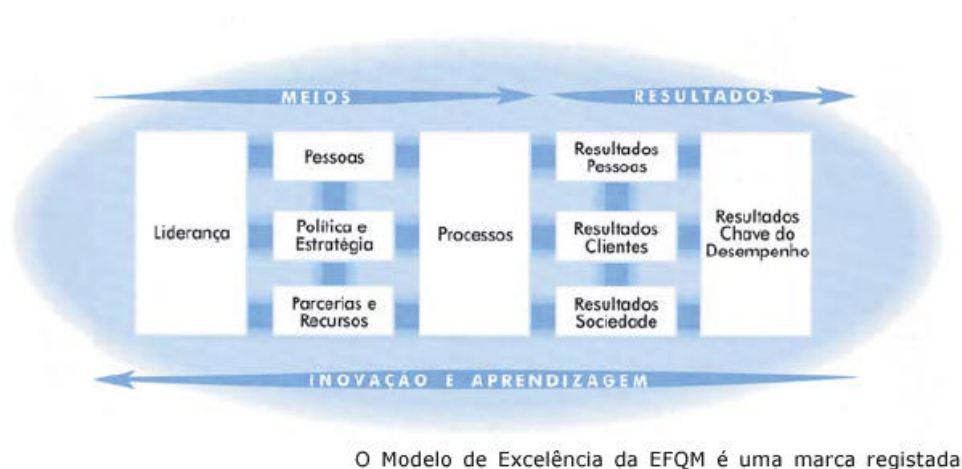 MEIOS
RESULTADOS
Liderança
Pessoas
Política e
Estratégia
Parcerias e
Recursos
Processos
Resultados
Pessoas
Resultados
Clientes
Resultados
Sociedade
Resultados
Chave do
Desempenho
INOVAÇÃO E APRENDIZAGEM
O Modelo de Excelência da EFQM é uma marca registada